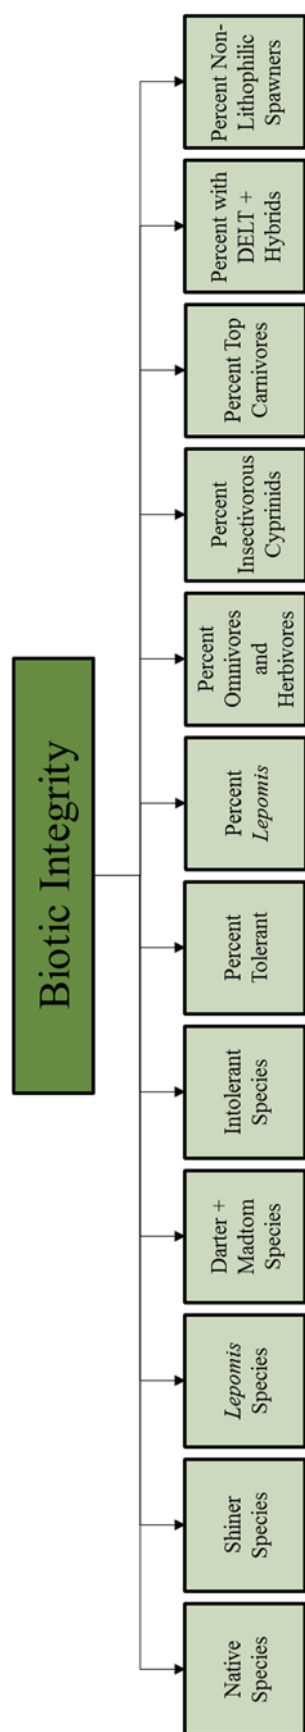 Biotic Integrity
Native
Species
Shiner
Species
Lepomis
Species
Darter +
Madtom
Species
Intolerant
Species
Percent
Tolerant
Percent
Lepomis
Percent
Omnivores
and
Herbivores
Percent
Insectivorous
Cyprinids
Percent Top
Carnivores
Percent with
DELT +
Hybrids
Percent Non-
Lithophilic
Spawners